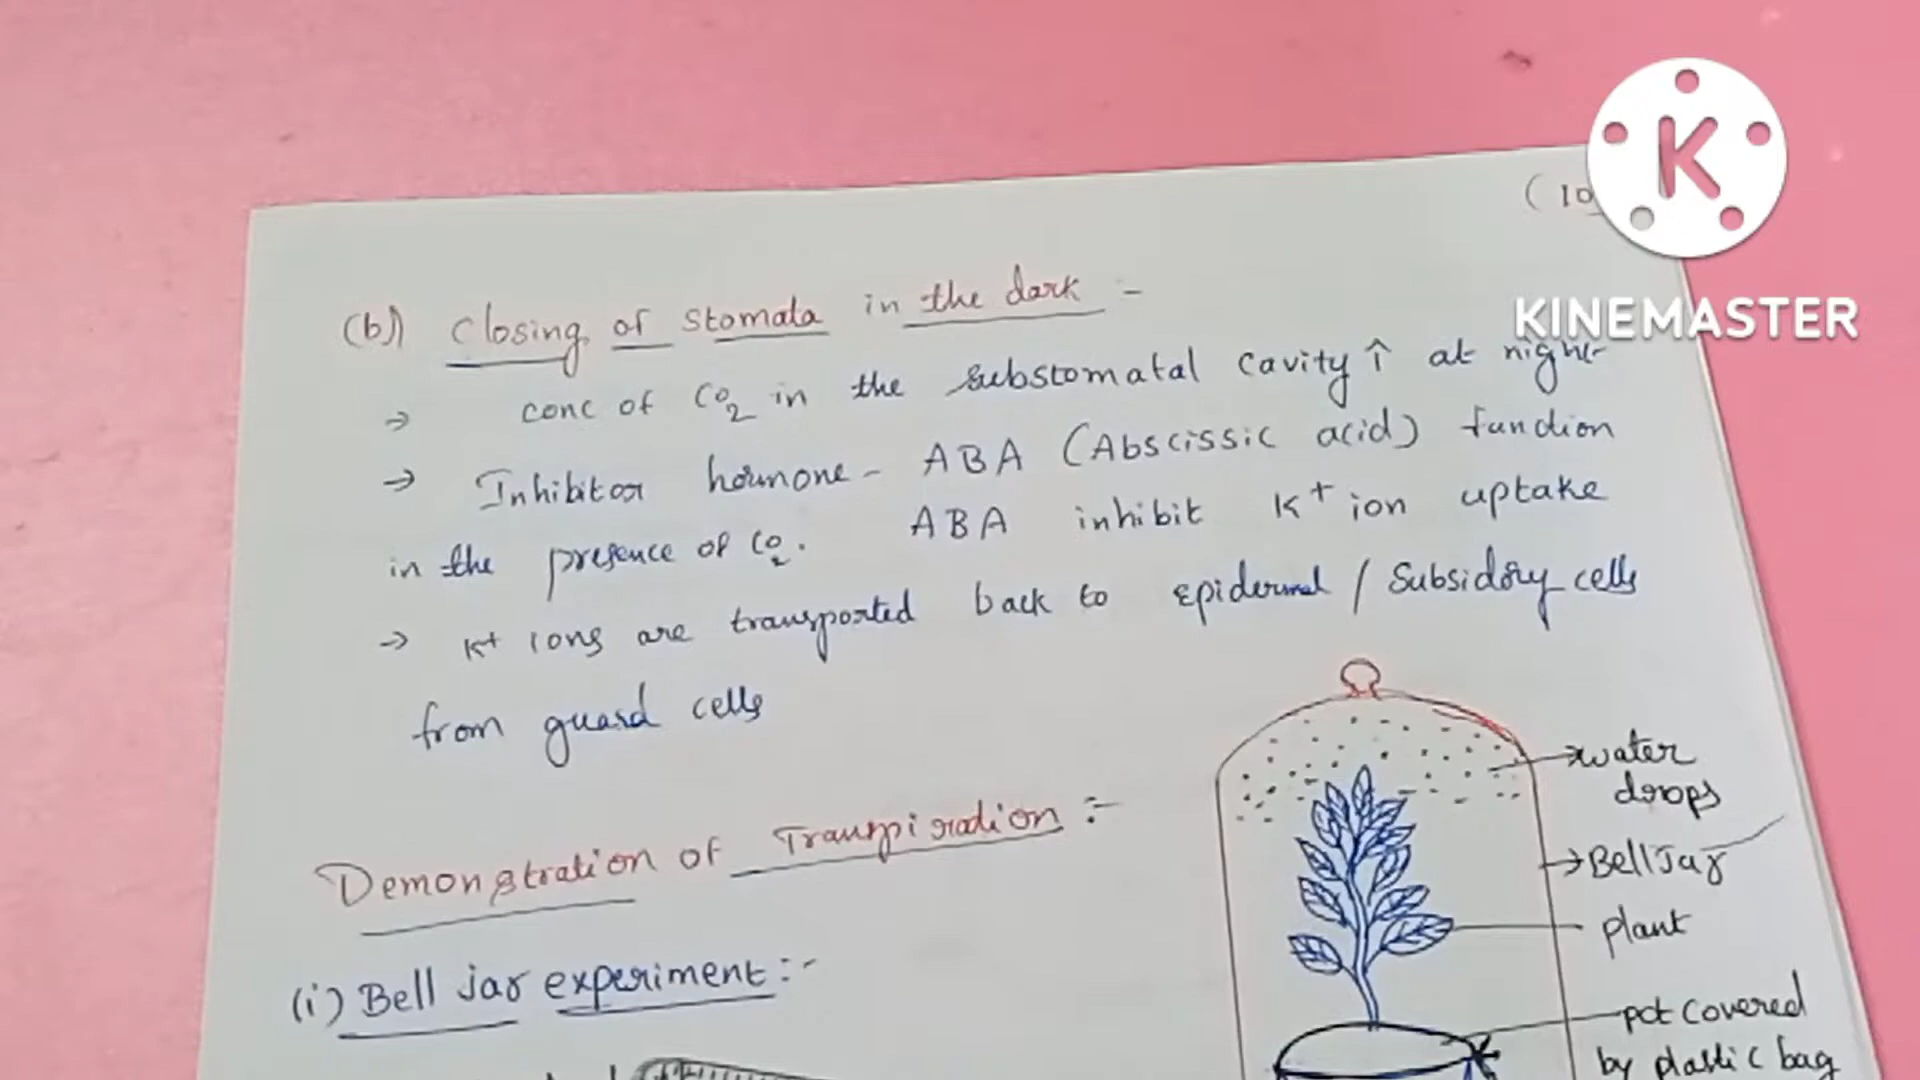 (10
K
KINEMASTER
(b) Closing of Stomata in the dark :-
→ conc of CO2 in the substomatal cavity ↑ at night
→ Inhibitor hormone - ABA (Abscissic acid) function
in the presence of CO2. ABA inhibit K+ ion uptake
→ K+ ions are transported back to epidermal / Subsidory cells
from guard cells
Demonstration of Transpiration :-
(i) Bell jar experiment :-
water
drops
Bell Jar
plant
pot covered
by plastic bag